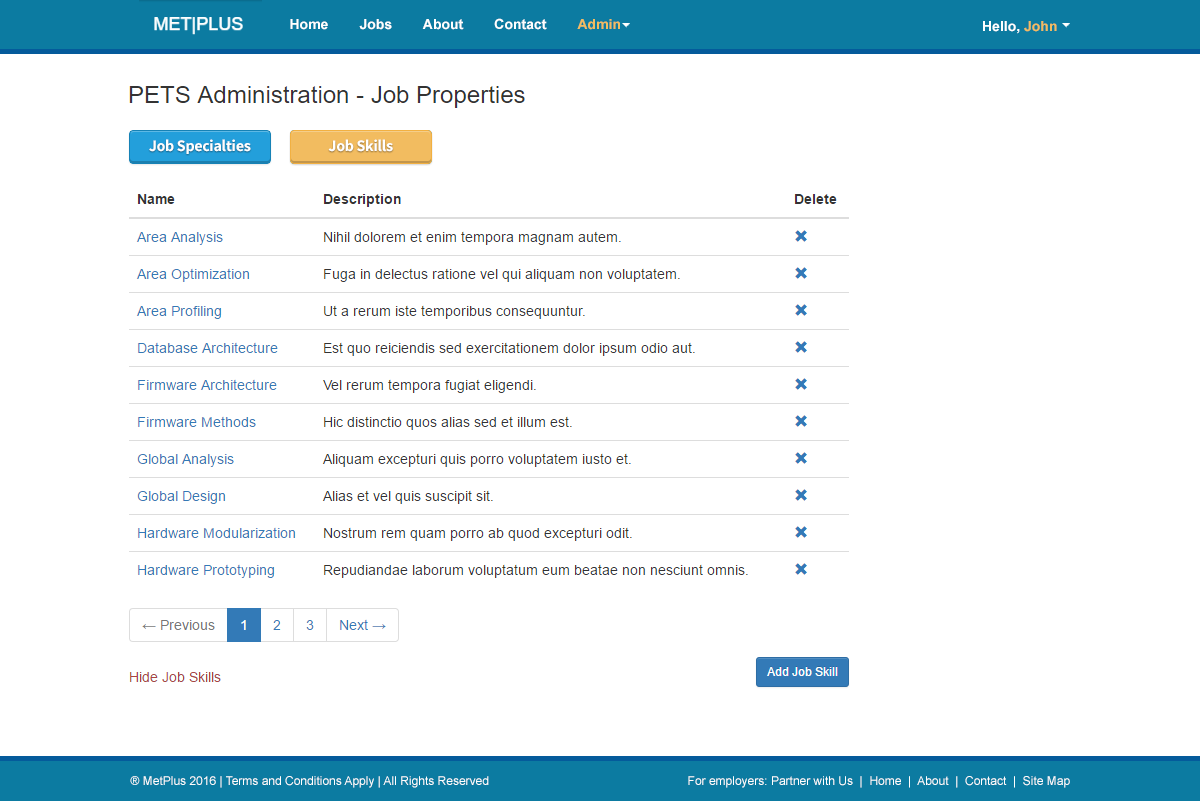 MET|PLUS Home Jobs About Contact Admin Hello, John
PETS Administration - Job Properties
Job Specialties Job Skills
Name Description Delete
Area Analysis Nihil dolorem et enim tempora magnam autem.
Area Optimization Fuga in delectus ratione vel qui aliquam non voluptatem.
Area Profiling Ut a rerum iste temporibus consequuntur.
Database Architecture Est quo reiciendis sed exercitationem dolor ipsum odio aut.
Firmware Architecture Vel rerum tempora fugiat eligendi.
Firmware Methods Hic distinctio quos alias sed et illum est.
Global Analysis Aliquam excepturi quis porro voluptatem iusto et.
Global Design Alias et vel quis suscipit sit.
Hardware Modularization Nostrum rem quam porro ab quod excepturi odit.
Hardware Prototyping Repudiandae laborum voluptatum eum beatae non nesciunt omnis.
← Previous 1 2 3 Next →
Hide Job Skills Add Job Skill
® MetPlus 2016 | Terms and Conditions Apply | All Rights Reserved For employers: Partner with Us | Home | About | Contact | Site Map